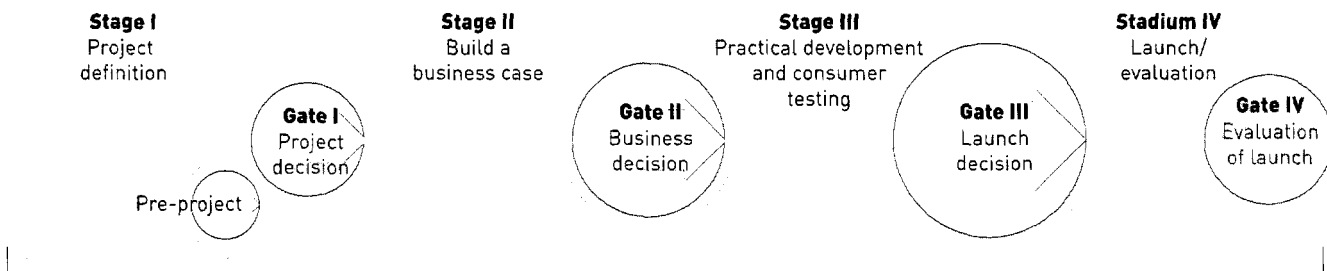 Stage I
Project
definition
Gate I
Project
decision
Pre-project
Stage II
Build a
business case
Gate II
Business
decision
Stage III
Practical development
and consumer
testing
Gate III
Launch
decision
Stadium IV
Launch/
evaluation
Gate IV
Evaluation
of launch